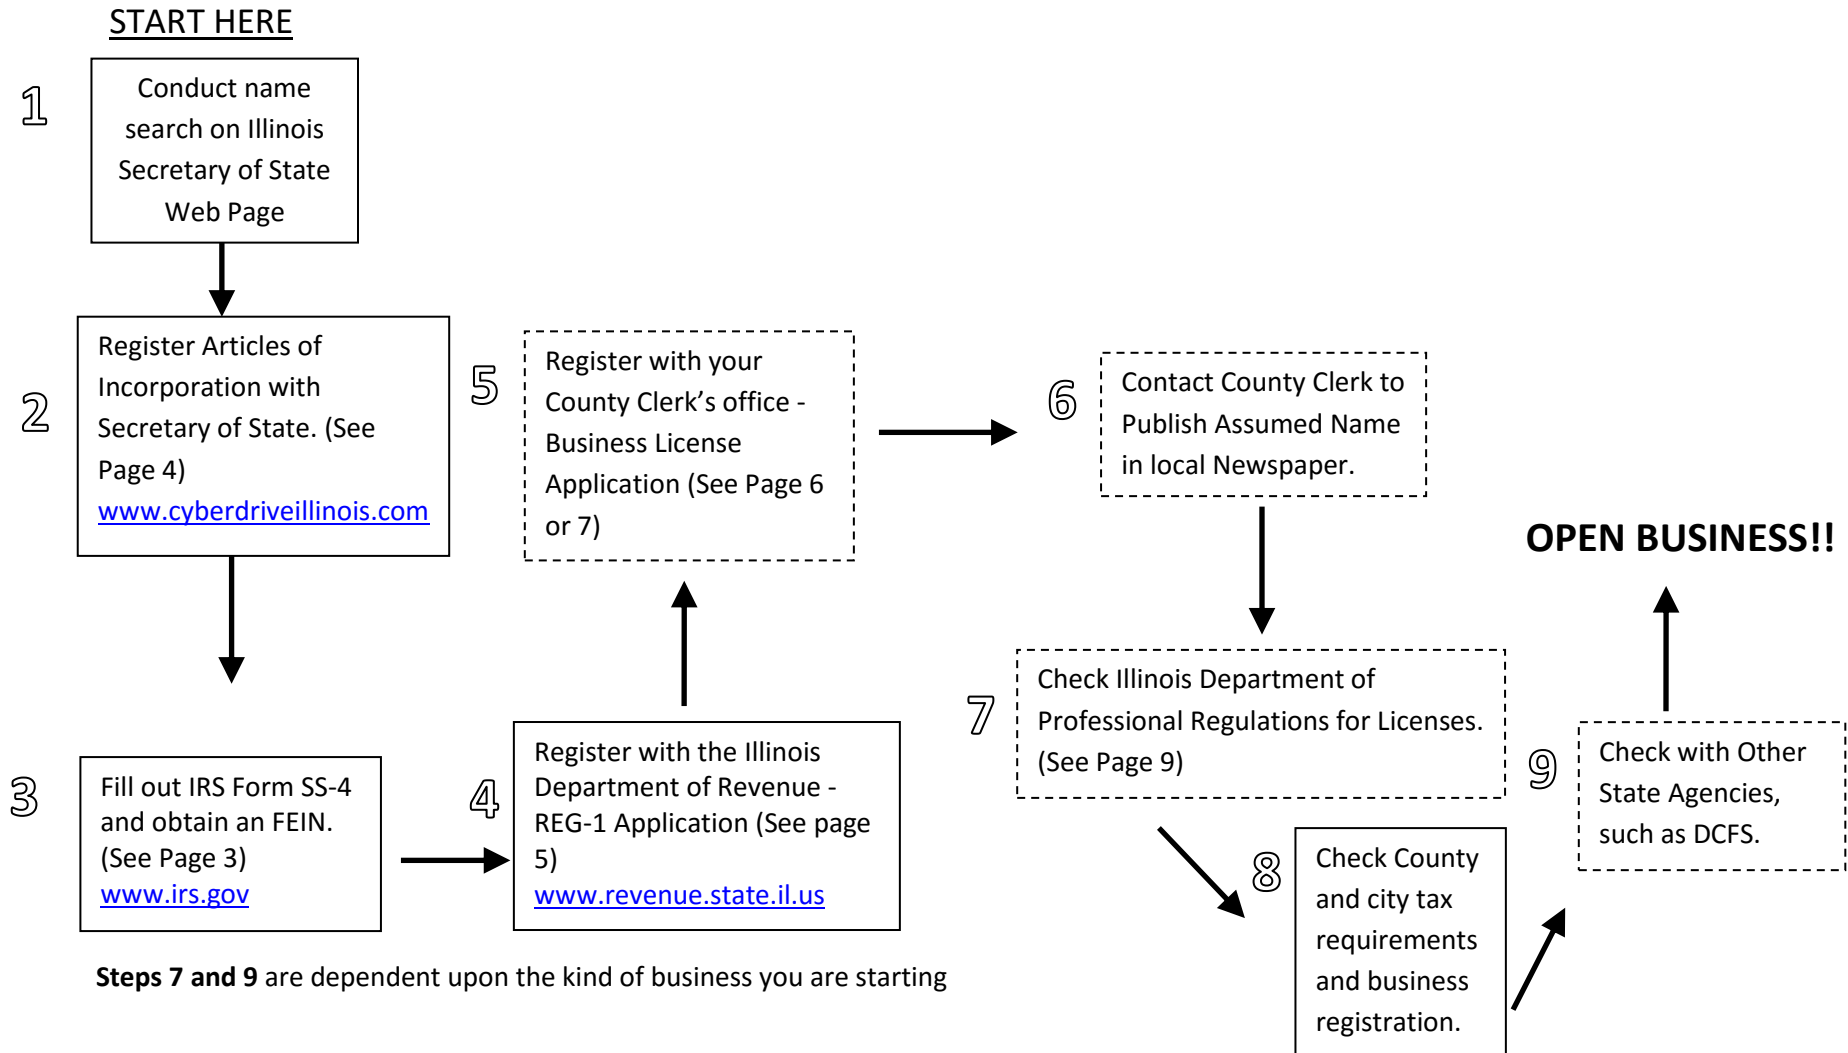 START HERE
1
Conduct name
search on Illinois
Secretary of State
Web Page
2
Register Articles of
Incorporation with
Secretary of State. (See
Page 4)
www.cyberdriveillinois.com
3
Fill out IRS Form SS-4
and obtain an FEIN.
(See Page 3)
www.irs.gov
4
Register with the Illinois
Department of Revenue -
REG-1 Application (See page
5)
www.revenue.state.il.us
5
Register with your
County Clerk’s office -
Business License
Application (See Page 6
or 7)
6
Contact County Clerk to
Publish Assumed Name
in local Newspaper.
7
Check Illinois Department of
Professional Regulations for Licenses.
(See Page 9)
8
Check County
and city tax
requirements
and business
registration.
9
Check with Other
State Agencies,
such as DCFS.
OPEN BUSINESS!!
Steps 7 and 9 are dependent upon the kind of business you are starting